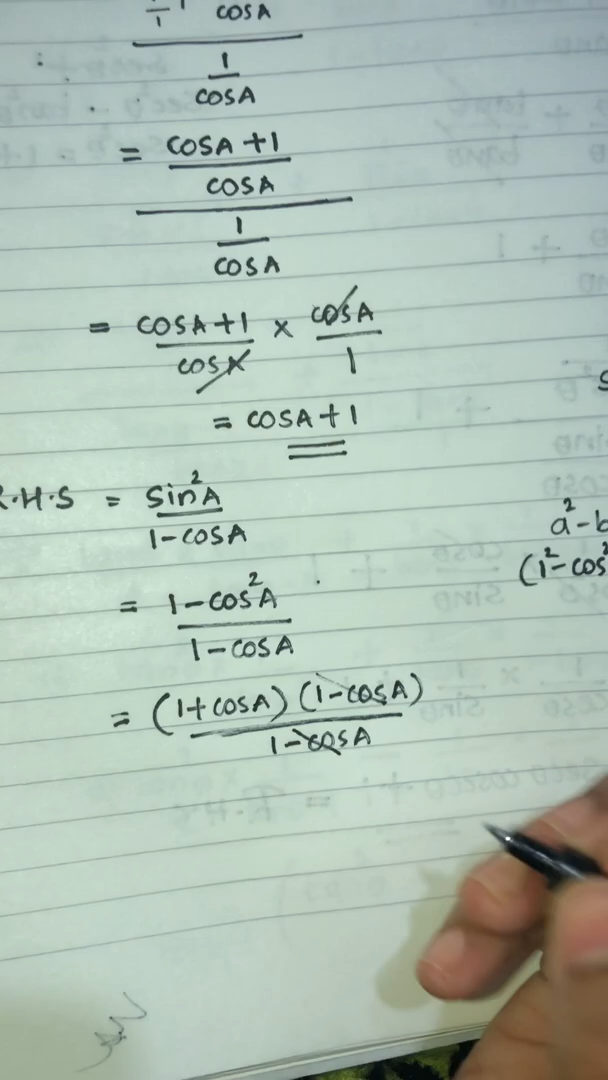 1 cosA
1
cosA
= cosA +1
cosA
1
cosA
= cosA+1 × cosA
cosA 1
= cosA+1
R.H.S = sin²A
1-cosA
a²-b
= 1-cos²A
(1²-cos²
1-cosA
= (1+cosA) (1-cosA)
1-cosA